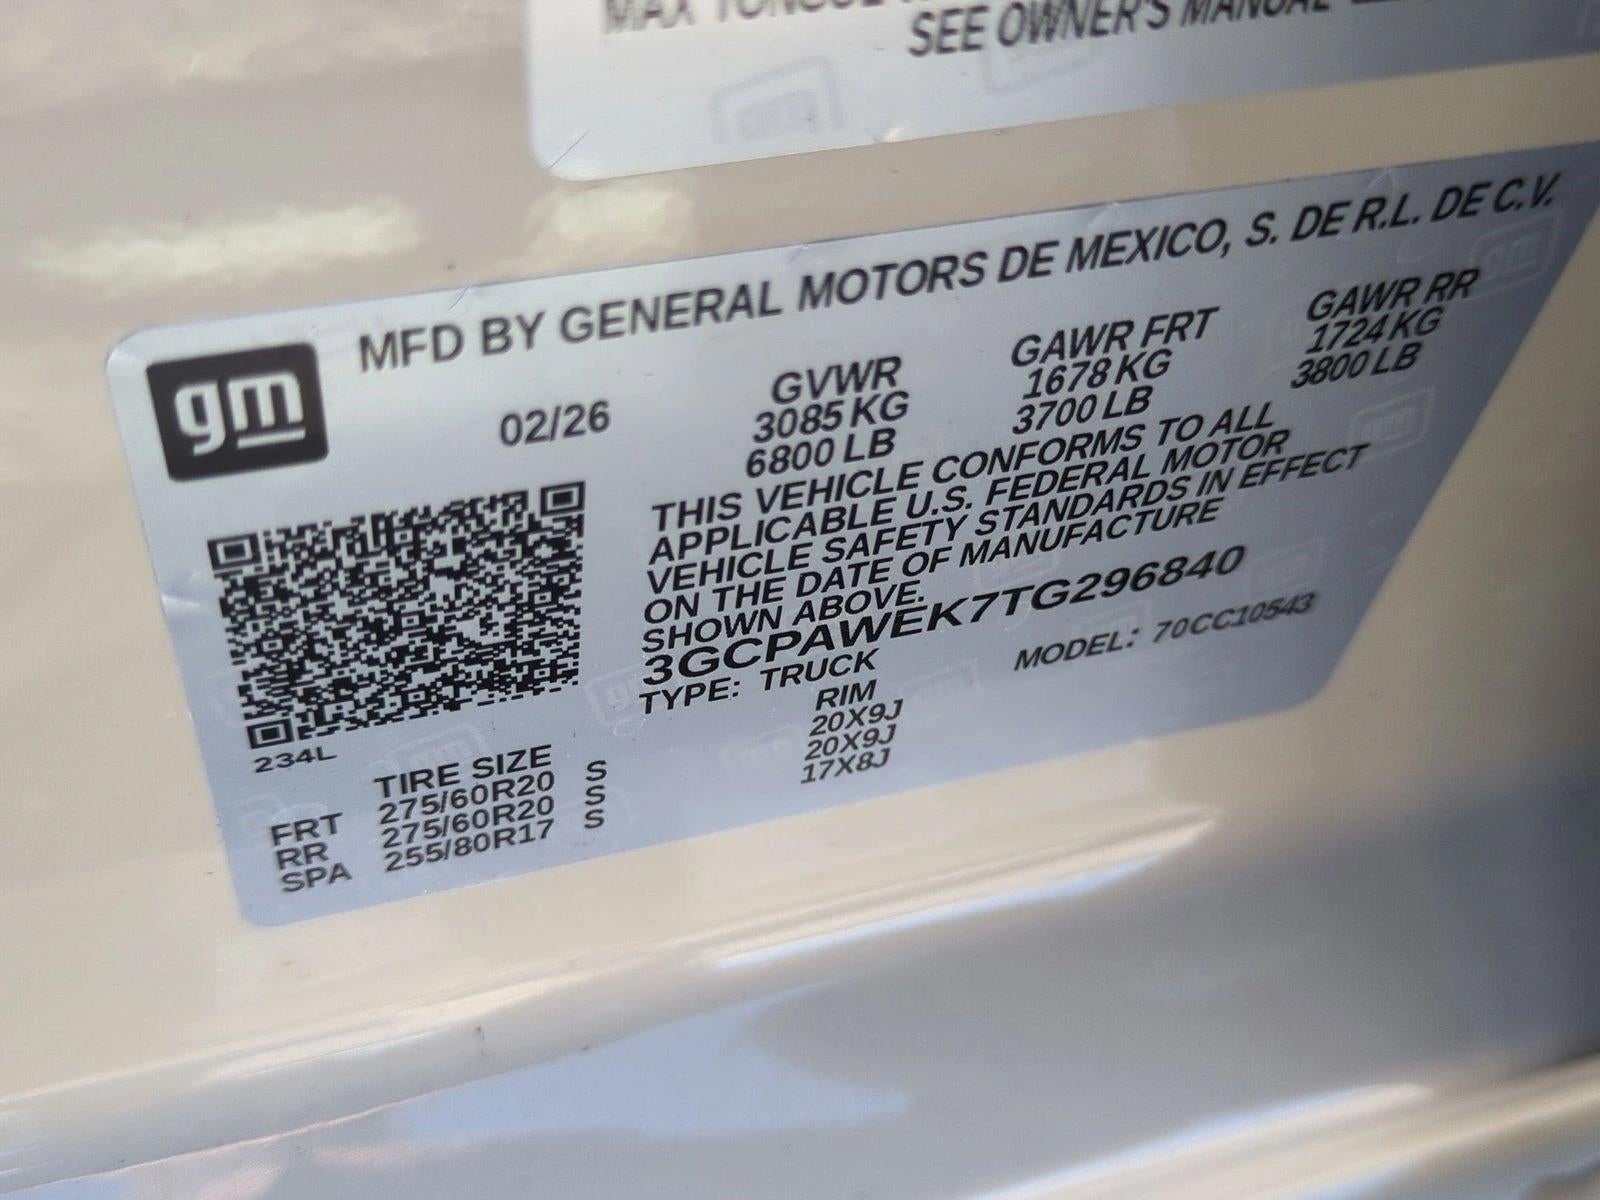 MAX TONGUE
SEE OWNER'S MANUAL
gm
MFD BY GENERAL MOTORS DE MEXICO, S. DE R.L. DE C.V.
02/26
GVWR GAWR FRT GAWR RR
3085 KG 1678 KG 1724 KG
6800 LB 3700 LB 3800 LB
THIS VEHICLE CONFORMS TO ALL
APPLICABLE U.S. FEDERAL MOTOR
VEHICLE SAFETY STANDARDS IN EFFECT
ON THE DATE OF MANUFACTURE
SHOWN ABOVE.
3GCPAWEK7TG296840
TYPE: TRUCK MODEL: 70CC10543
234L
TIRE SIZE RIM
FRT 275/60R20 S 20X9J
RR 275/60R20 S 20X9J
SPA 255/80R17 S 17X8J